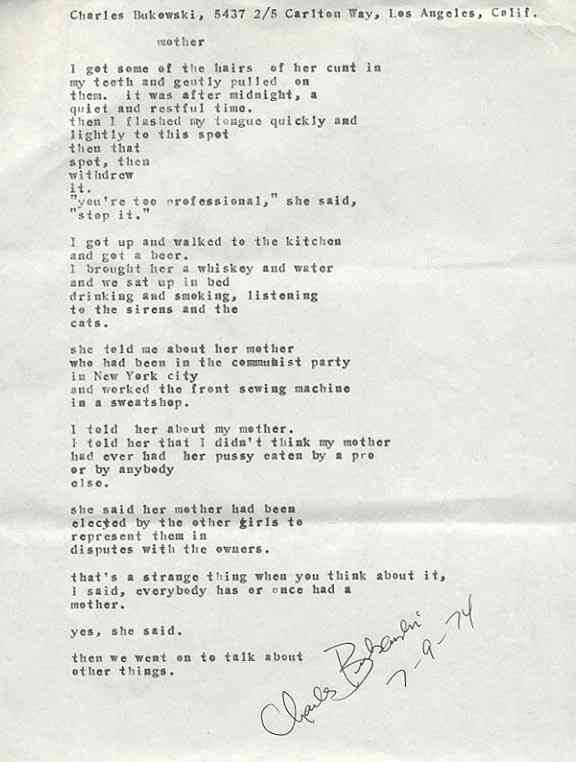 Charles Bukowski, 5437 2/5 Carlton Way, Los Angeles, Calif.
mother
I got some of the hairs of her cunt in
my teeth and gently pulled on
them. it was after midnight, a
quiet and restful time.
then I flashed my tongue quickly and
lightly to this spot
then that
spot, then
withdrew
it.
"you're too professional," she said,
"stop it."
I got up and walked to the kitchen
and got a beer.
I brought her a whiskey and water
and we sat up in bed
drinking and smoking, listening
to the sirens and the
cats.
she told me about her mother
who had been in the communist party
in New York city
and worked the front sewing machine
in a sweatshop.
I told her about my mother.
I told her that I didn't think my mother
had ever had her pussy eaten by a pro
or by anybody
else.
she said her mother had been
elected by the other girls to
represent them in
disputes with the owners.
that's a strange thing when you think about it,
I said, everybody has or once had a
mother.
yes, she said.
then we went on to talk about
other things.
Charles Bukowski
7-9-74